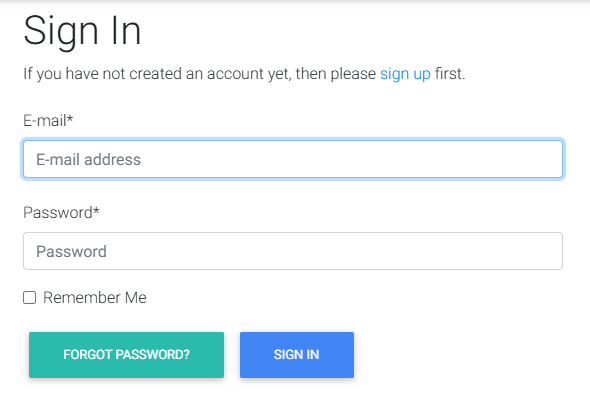 Sign In
If you have not created an account yet, then please sign up first.
E-mail*
E-mail address
Password*
Password
Remember Me
FORGOT PASSWORD? SIGN IN